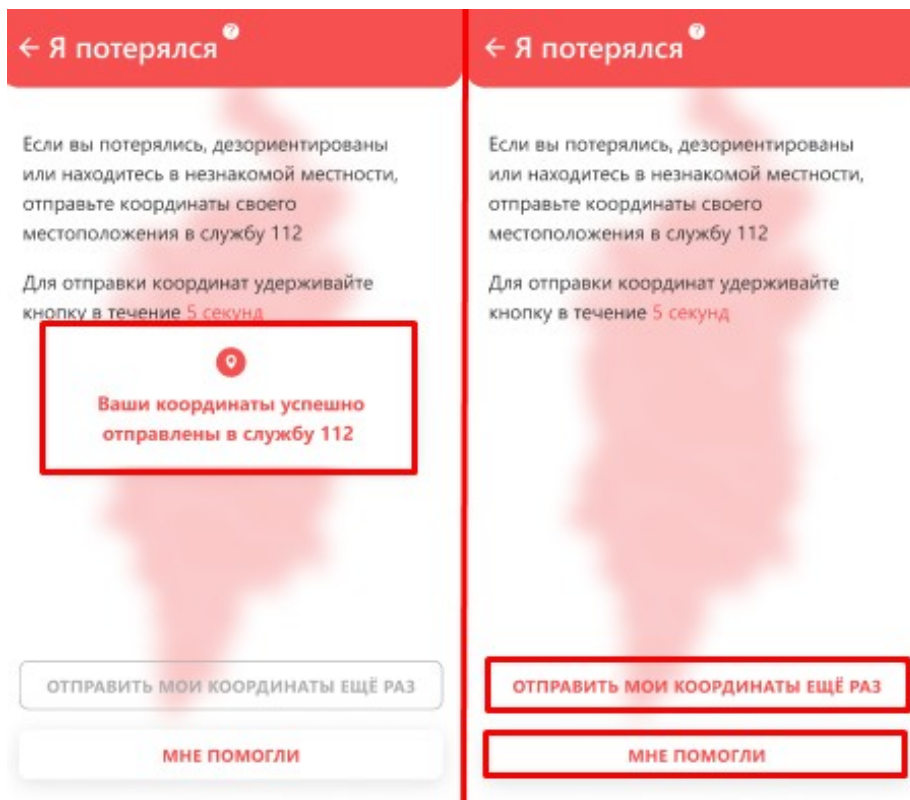 ← Я потерялся ?
Если вы потерялись, дезориентированы
или находитесь в незнакомой местности,
отправьте координаты своего
местоположения в службу 112
Для отправки координат удерживайте
кнопку в течение 5 секунд
Ваши координаты успешно
отправлены в службу 112
ОТПРАВИТЬ МОИ КООРДИНАТЫ ЕЩЁ РАЗ
МНЕ ПОМОГЛИ
← Я потерялся ?
Если вы потерялись, дезориентированы
или находитесь в незнакомой местности,
отправьте координаты своего
местоположения в службу 112
Для отправки координат удерживайте
кнопку в течение 5 секунд
ОТПРАВИТЬ МОИ КООРДИНАТЫ ЕЩЁ РАЗ
МНЕ ПОМОГЛИ